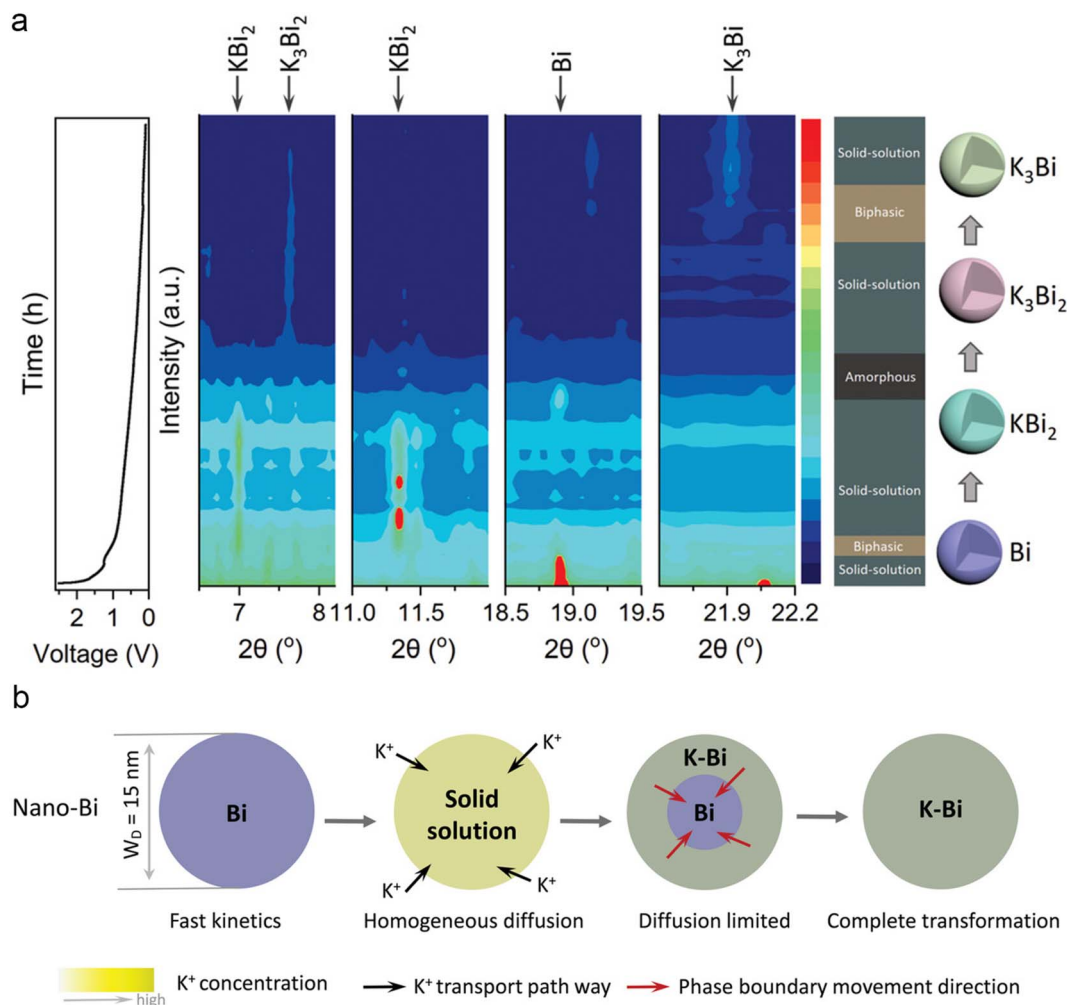 a
KBi₂
K₃Bi₂
KBi₂
Bi
K₃Bi
Time (h)
Intensity (a.u.)
2 1 0
Voltage (V)
7 8
2θ (°)
11.0 11.5
2θ (°)
18.5 19.0 19.5
2θ (°)
5 21.9 22.2
2θ (°)
Solid-solution
Biphasic
Solid-solution
Amorphous
Solid-solution
Biphasic
Solid-solution
K₃Bi
K₃Bi₂
KBi₂
Bi
b
Nano-Bi
W_D = 15 nm
Bi
K⁺ K⁺
Solid
solution
K⁺ K⁺
K-Bi
Bi
K-Bi
Fast kinetics
Homogeneous diffusion
Diffusion limited
Complete transformation
high
K⁺ concentration
K⁺ transport path way
Phase boundary movement direction